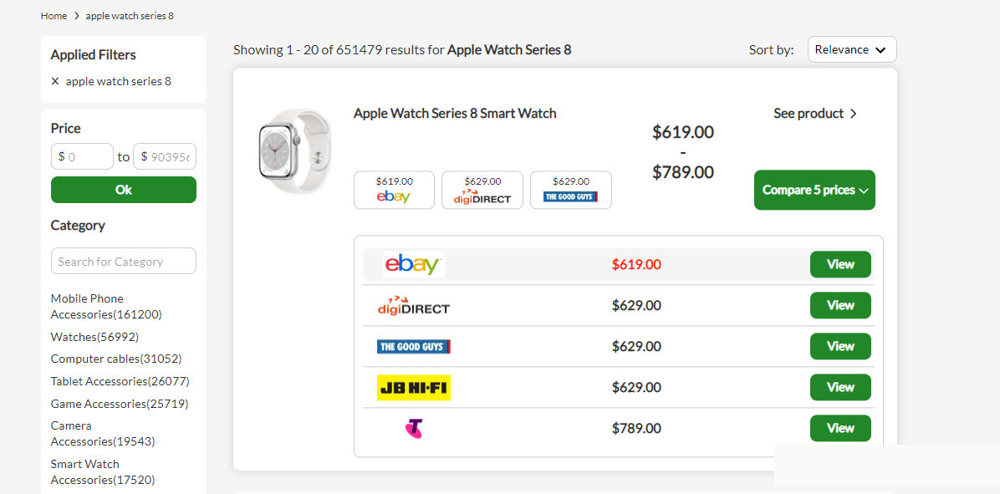 Home > apple watch series 8
Applied Filters
× apple watch series 8
Price
$ 0 to $ 903956
Ok
Category
Search for Category
Mobile Phone
Accessories(161200)
Watches(56992)
Computer cables(31052)
Tablet Accessories(26077)
Game Accessories(25719)
Camera
Accessories(19543)
Smart Watch
Accessories(17520)
Showing 1 - 20 of 651479 results for Apple Watch Series 8
Sort by: Relevance
Apple Watch Series 8 Smart Watch
$619.00
-
$789.00
See product >
$619.00
ebay
$629.00
digiDIRECT
$629.00
THE GOOD GUYS
Compare 5 prices
ebay $619.00 View
digiDIRECT $629.00 View
THE GOOD GUYS $629.00 View
JB HI-FI $629.00 View
T $789.00 View